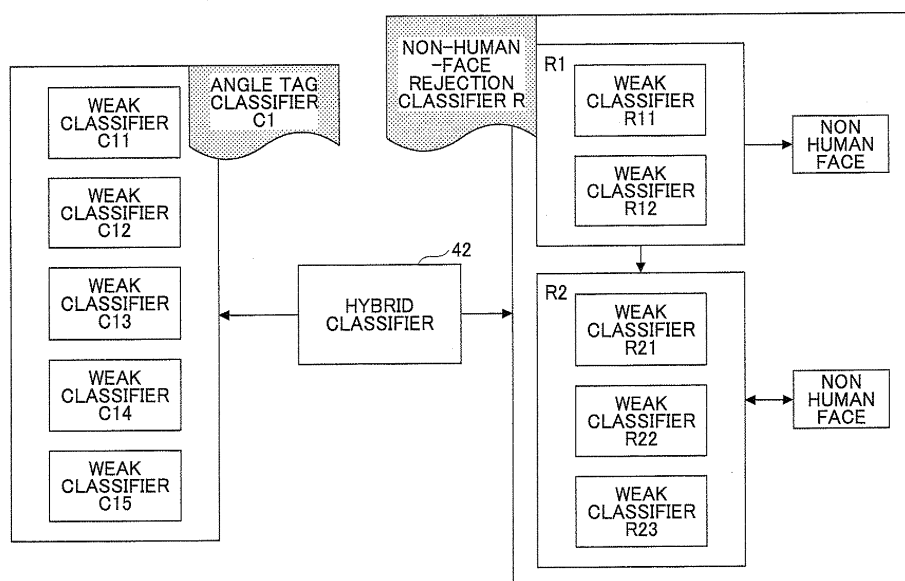 ANGLE TAG
CLASSIFIER
C1
WEAK
CLASSIFIER
C11
WEAK
CLASSIFIER
C12
WEAK
CLASSIFIER
C13
WEAK
CLASSIFIER
C14
WEAK
CLASSIFIER
C15
42
HYBRID
CLASSIFIER
NON-HUMAN
-FACE
REJECTION
CLASSIFIER R
R1
WEAK
CLASSIFIER
R11
WEAK
CLASSIFIER
R12
NON
HUMAN
FACE
R2
WEAK
CLASSIFIER
R21
WEAK
CLASSIFIER
R22
WEAK
CLASSIFIER
R23
NON
HUMAN
FACE